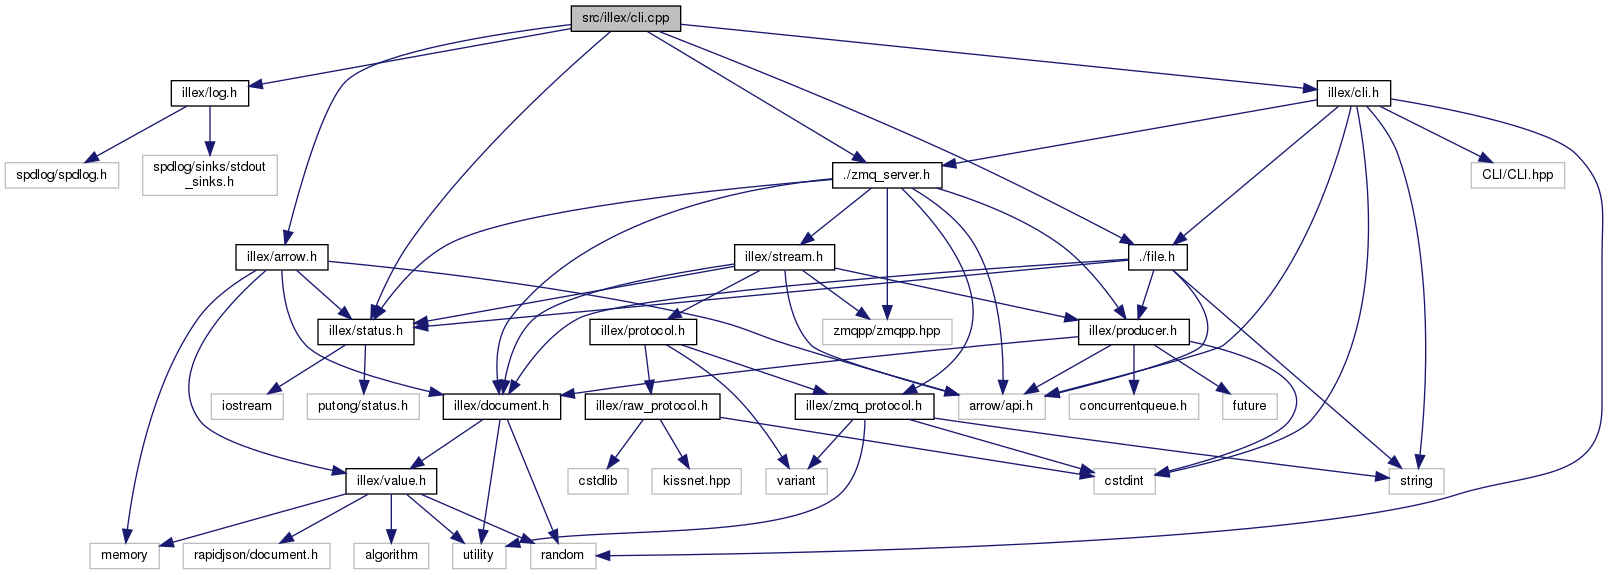 src/illex/cli.cpp
illex/log.h
illex/cli.h
spdlog/spdlog.h
spdlog/sinks/stdout
_sinks.h
./zmq_server.h
CLI/CLI.hpp
illex/arrow.h
illex/stream.h
./file.h
illex/status.h
illex/protocol.h
zmqpp/zmqpp.hpp
illex/producer.h
iostream
putong/status.h
illex/document.h
illex/raw_protocol.h
illex/zmq_protocol.h
arrow/api.h
concurrentqueue.h
future
illex/value.h
cstdlib
kissnet.hpp
variant
cstdint
string
memory
rapidjson/document.h
algorithm
utility
random